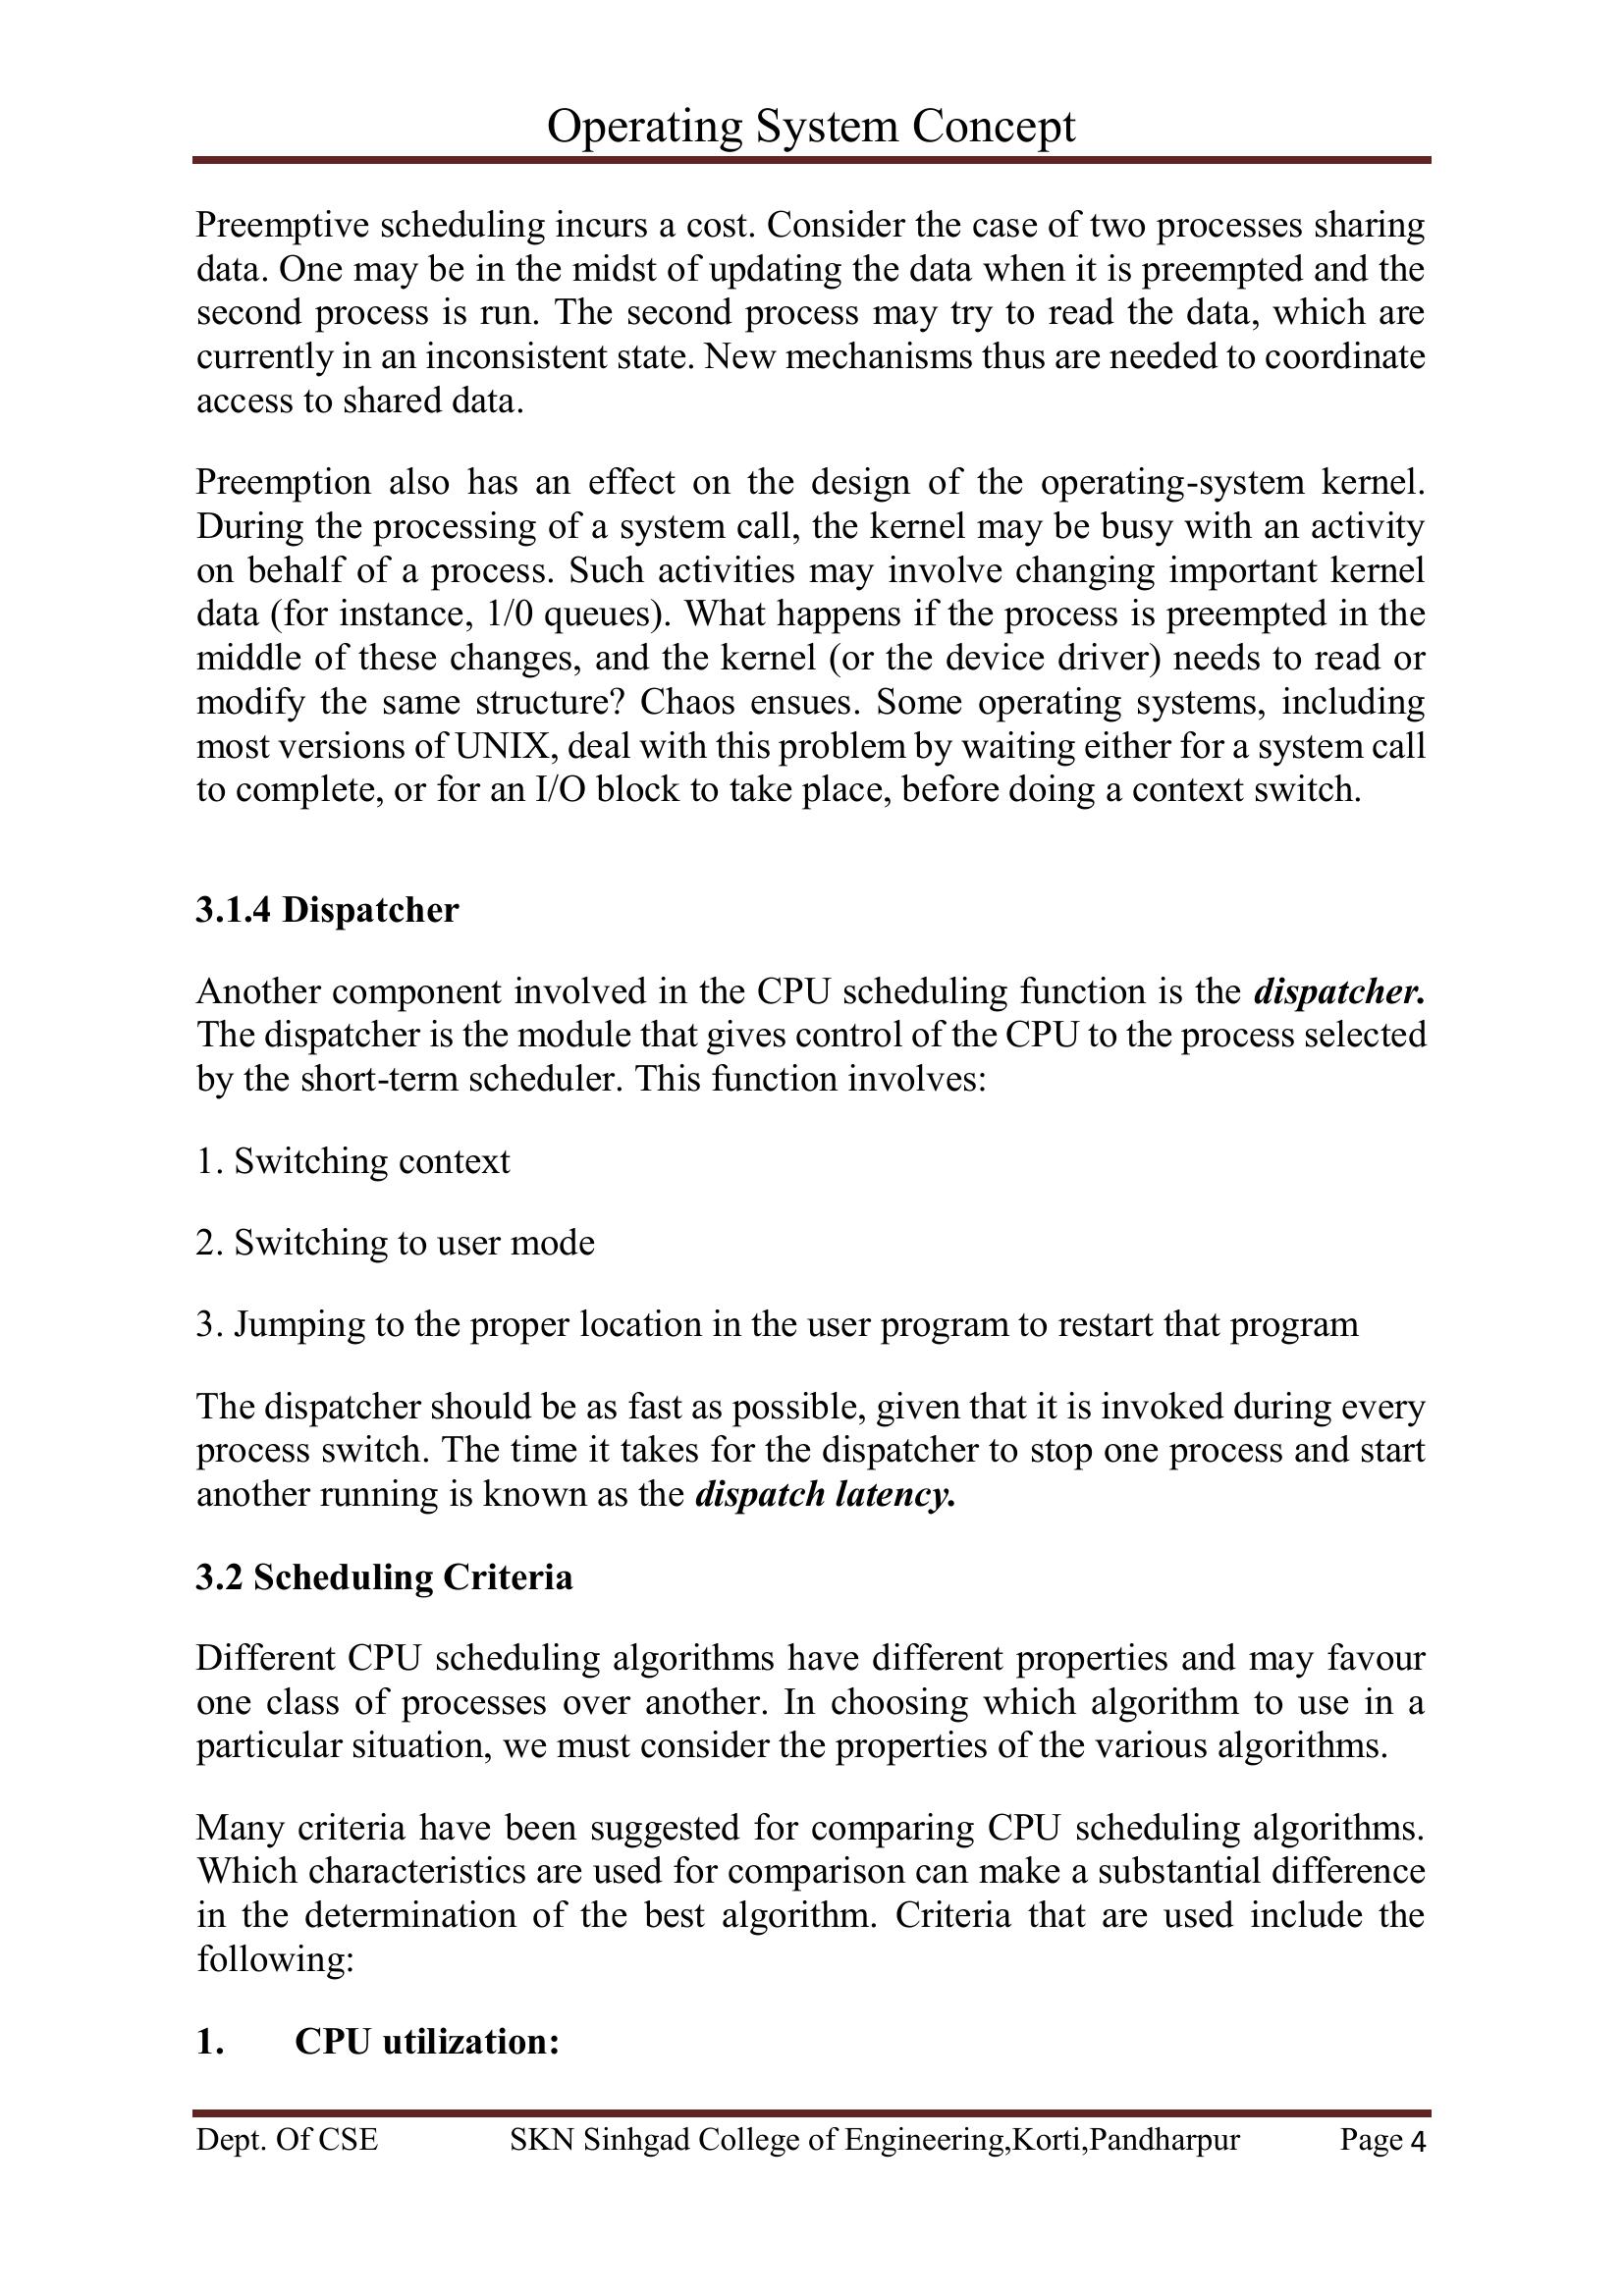 Operating System Concept
Preemptive scheduling incurs a cost. Consider the case of two processes sharing
data. One may be in the midst of updating the data when it is preempted and the
second process is run. The second process may try to read the data, which are
currently in an inconsistent state. New mechanisms thus are needed to coordinate
access to shared data.
Preemption also has an effect on the design of the operating-system kernel.
During the processing of a system call, the kernel may be busy with an activity
on behalf of a process. Such activities may involve changing important kernel
data (for instance, 1/0 queues). What happens if the process is preempted in the
middle of these changes, and the kernel (or the device driver) needs to read or
modify the same structure? Chaos ensues. Some operating systems, including
most versions of UNIX, deal with this problem by waiting either for a system call
to complete, or for an I/O block to take place, before doing a context switch.
3.1.4 Dispatcher
Another component involved in the CPU scheduling function is the dispatcher.
The dispatcher is the module that gives control of the CPU to the process selected
by the short-term scheduler. This function involves:
1. Switching context
2. Switching to user mode
3. Jumping to the proper location in the user program to restart that program
The dispatcher should be as fast as possible, given that it is invoked during every
process switch. The time it takes for the dispatcher to stop one process and start
another running is known as the dispatch latency.
3.2 Scheduling Criteria
Different CPU scheduling algorithms have different properties and may favour
one class of processes over another. In choosing which algorithm to use in a
particular situation, we must consider the properties of the various algorithms.
Many criteria have been suggested for comparing CPU scheduling algorithms.
Which characteristics are used for comparison can make a substantial difference
in the determination of the best algorithm. Criteria that are used include the
following:
1. CPU utilization:
Dept. Of CSE SKN Sinhgad College of Engineering,Korti,Pandharpur Page 4